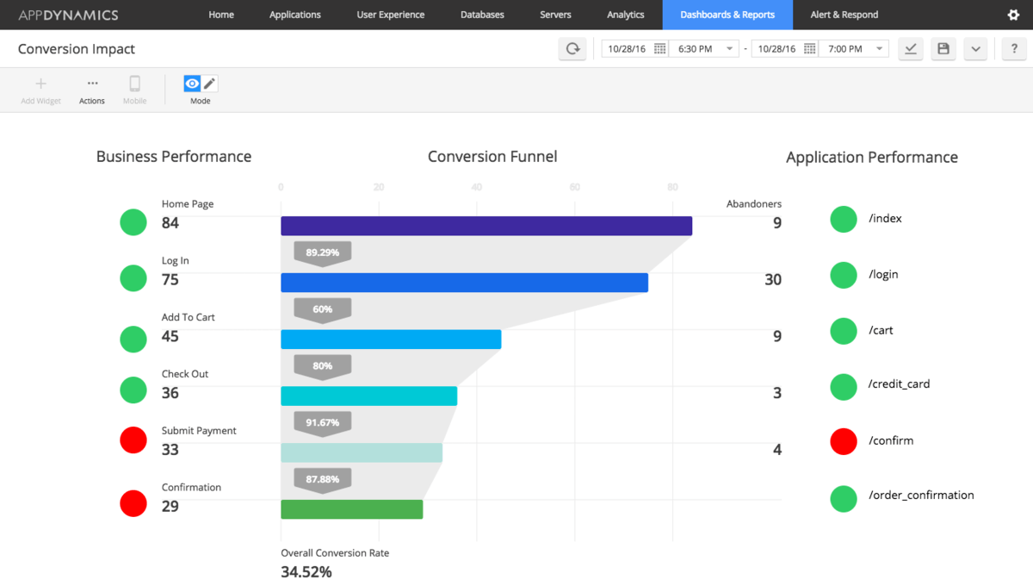 APPDYNAMICS
Home Applications User Experience Databases Servers Analytics Dashboards & Reports Alert & Respond
Conversion Impact
10/28/16 6:30 PM - 10/28/16 7:00 PM ?
Add Widget Actions Mobile Mode
Business Performance
Conversion Funnel
Application Performance
0 20 40 60 80
Home Page
84
Abandoners
9
/index
89.29%
Log In
75
30
/login
60%
Add To Cart
45
9
/cart
80%
Check Out
36
3
/credit_card
91.67%
Submit Payment
33
4
/confirm
87.88%
Confirmation
29
/order_confirmation
Overall Conversion Rate
34.52%